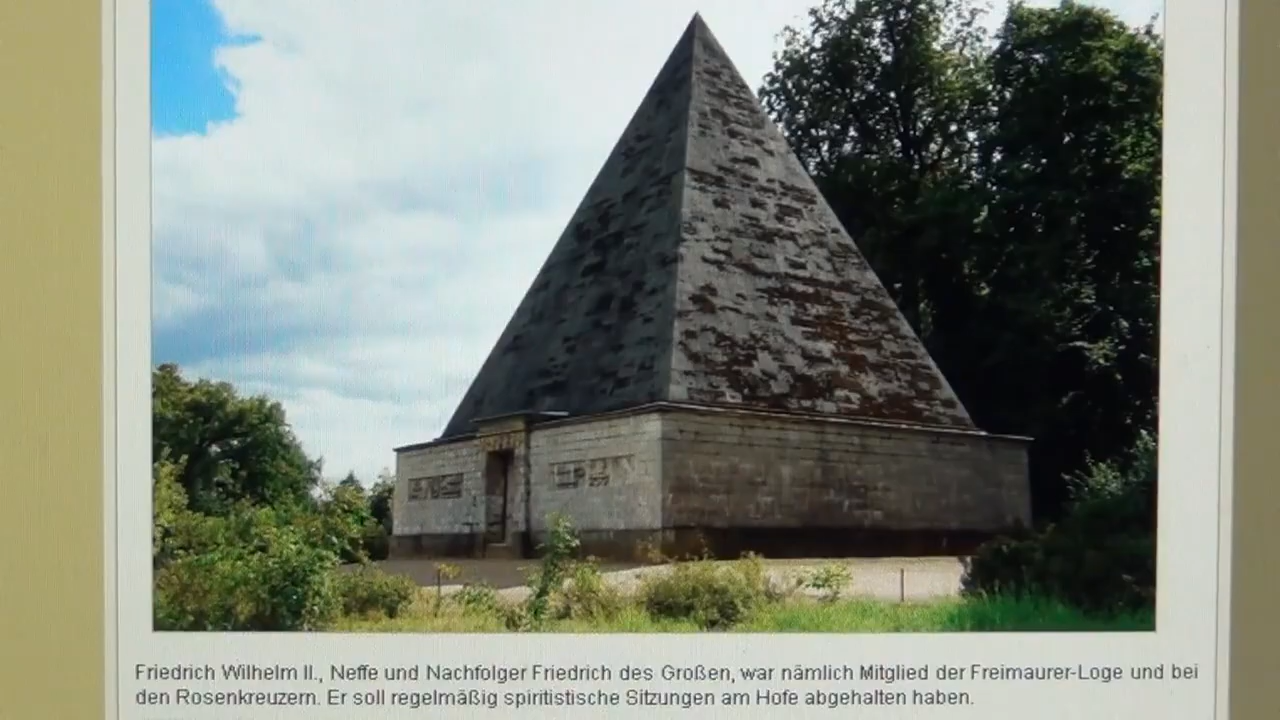 Friedrich Wilhelm II., Neffe und Nachfolger Friedrich des Großen, war nämlich Mitglied der Freimaurer-Loge und bei
den Rosenkreuzern. Er soll regelmäßig spiritistische Sitzungen am Hofe abgehalten haben.